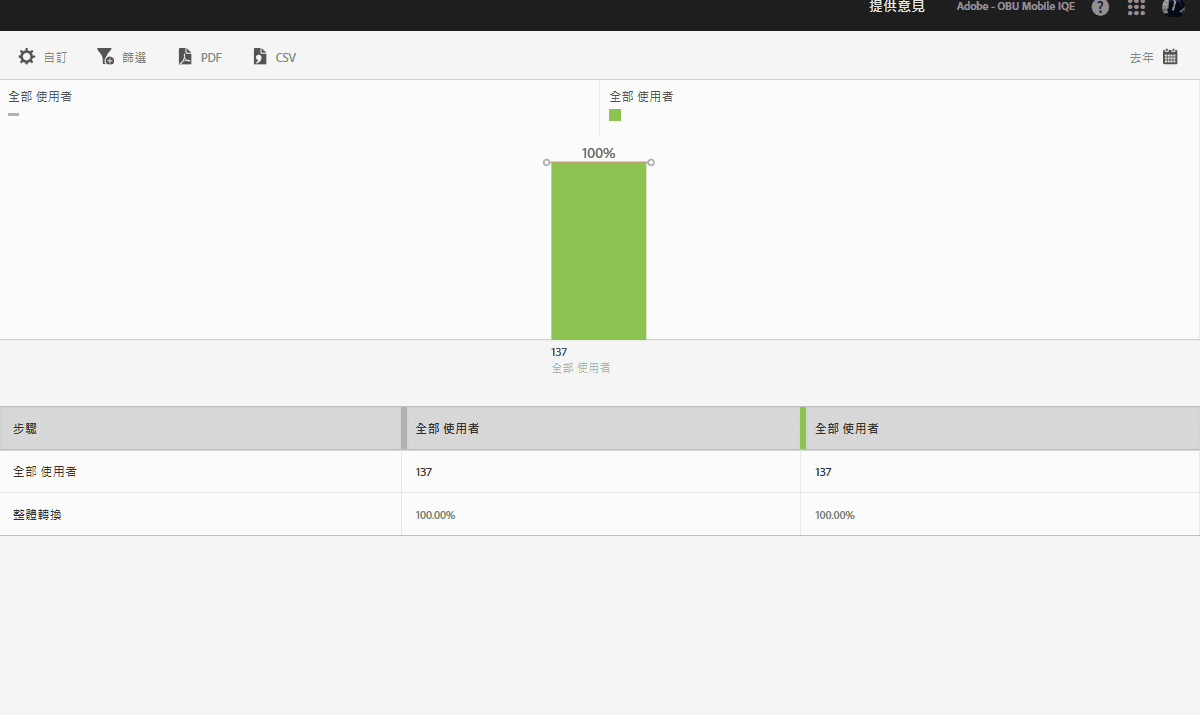 提供意見 Adobe - OBU Mobile IQE ?
自訂 篩選 PDF CSV 去年
全部 使用者 全部 使用者
100%
137
全部 使用者
步驟 全部 使用者 全部 使用者
全部 使用者 137 137
整體轉換 100.00% 100.00%